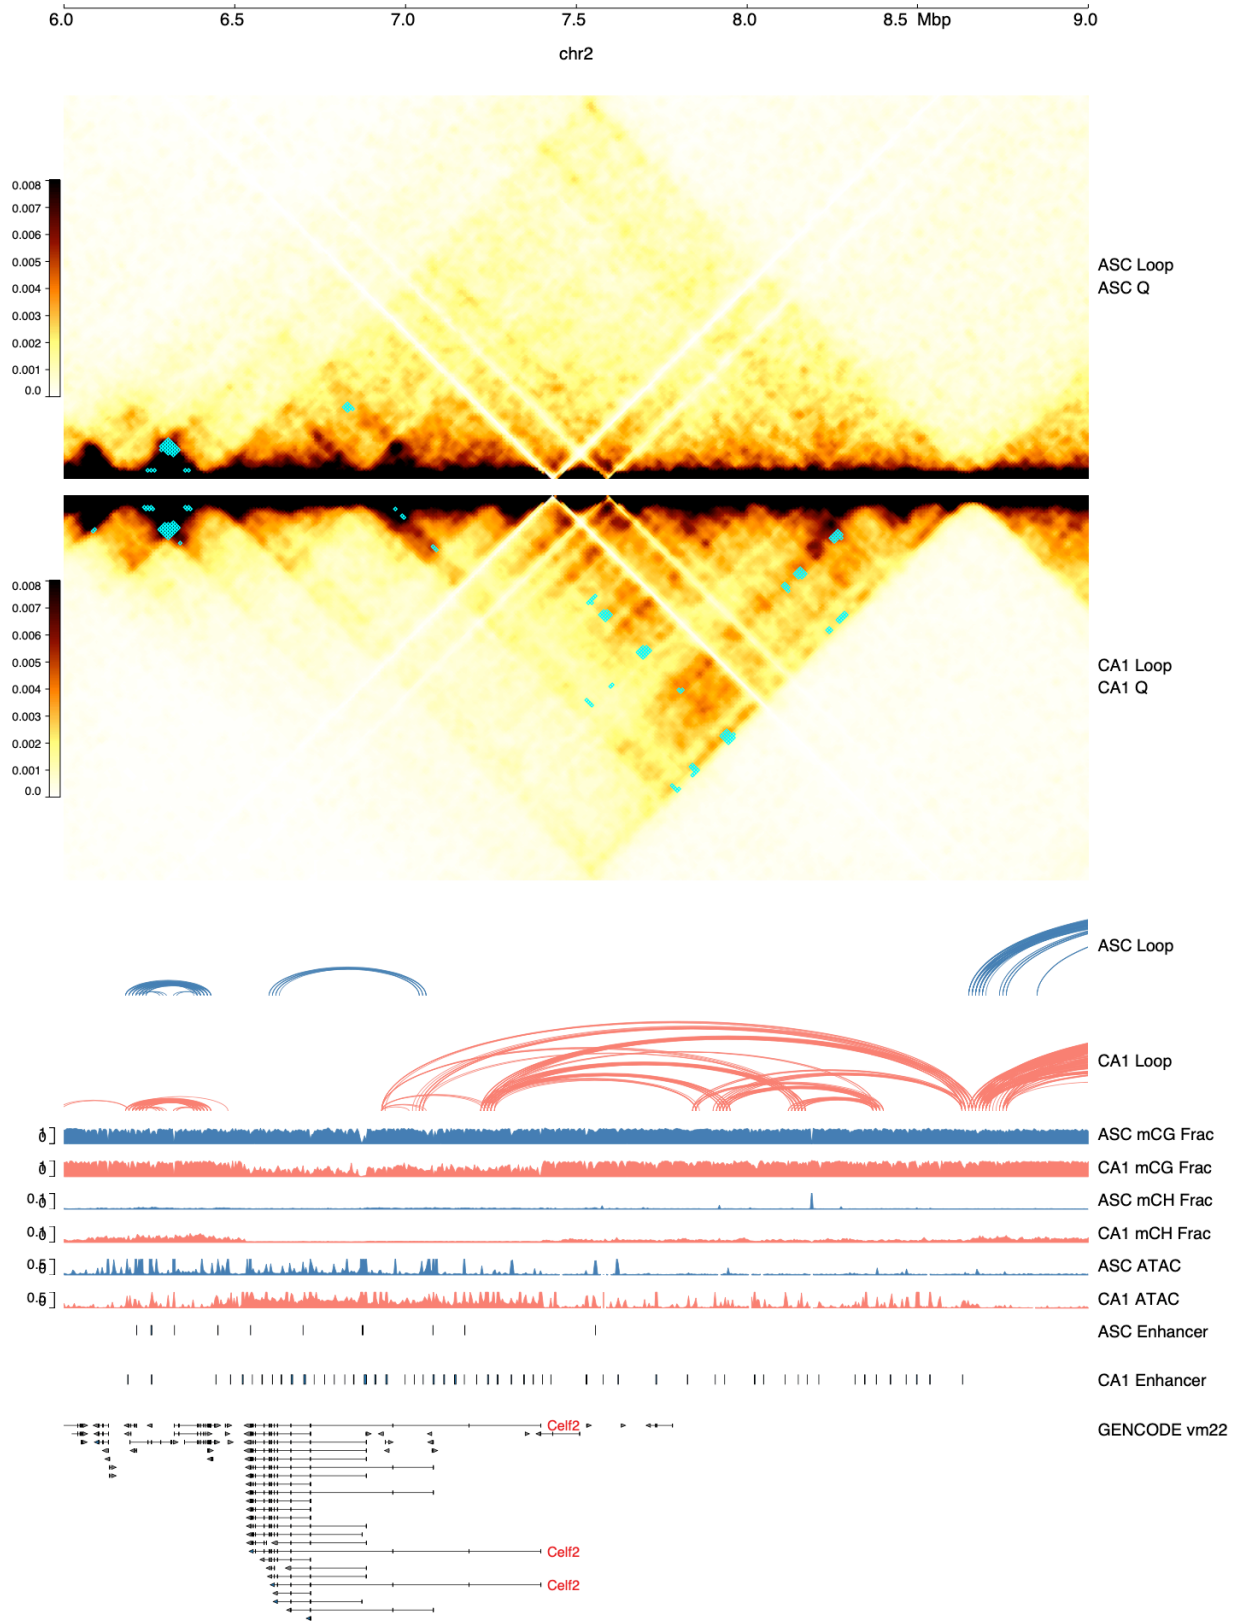 6.0 6.5 7.0 7.5 8.0 8.5 Mbp 9.0
chr2
0.008
0.007
0.006
0.005
0.004
0.003
0.002
0.001
0.0
ASC Loop
ASC Q
0.008
0.007
0.006
0.005
0.004
0.003
0.002
0.001
0.0
CA1 Loop
CA1 Q
ASC Loop
CA1 Loop
ASC mCG Frac
CA1 mCG Frac
ASC mCH Frac
CA1 mCH Frac
ASC ATAC
CA1 ATAC
ASC Enhancer
CA1 Enhancer
Celf2
GENCODE vm22
Celf2
Celf2